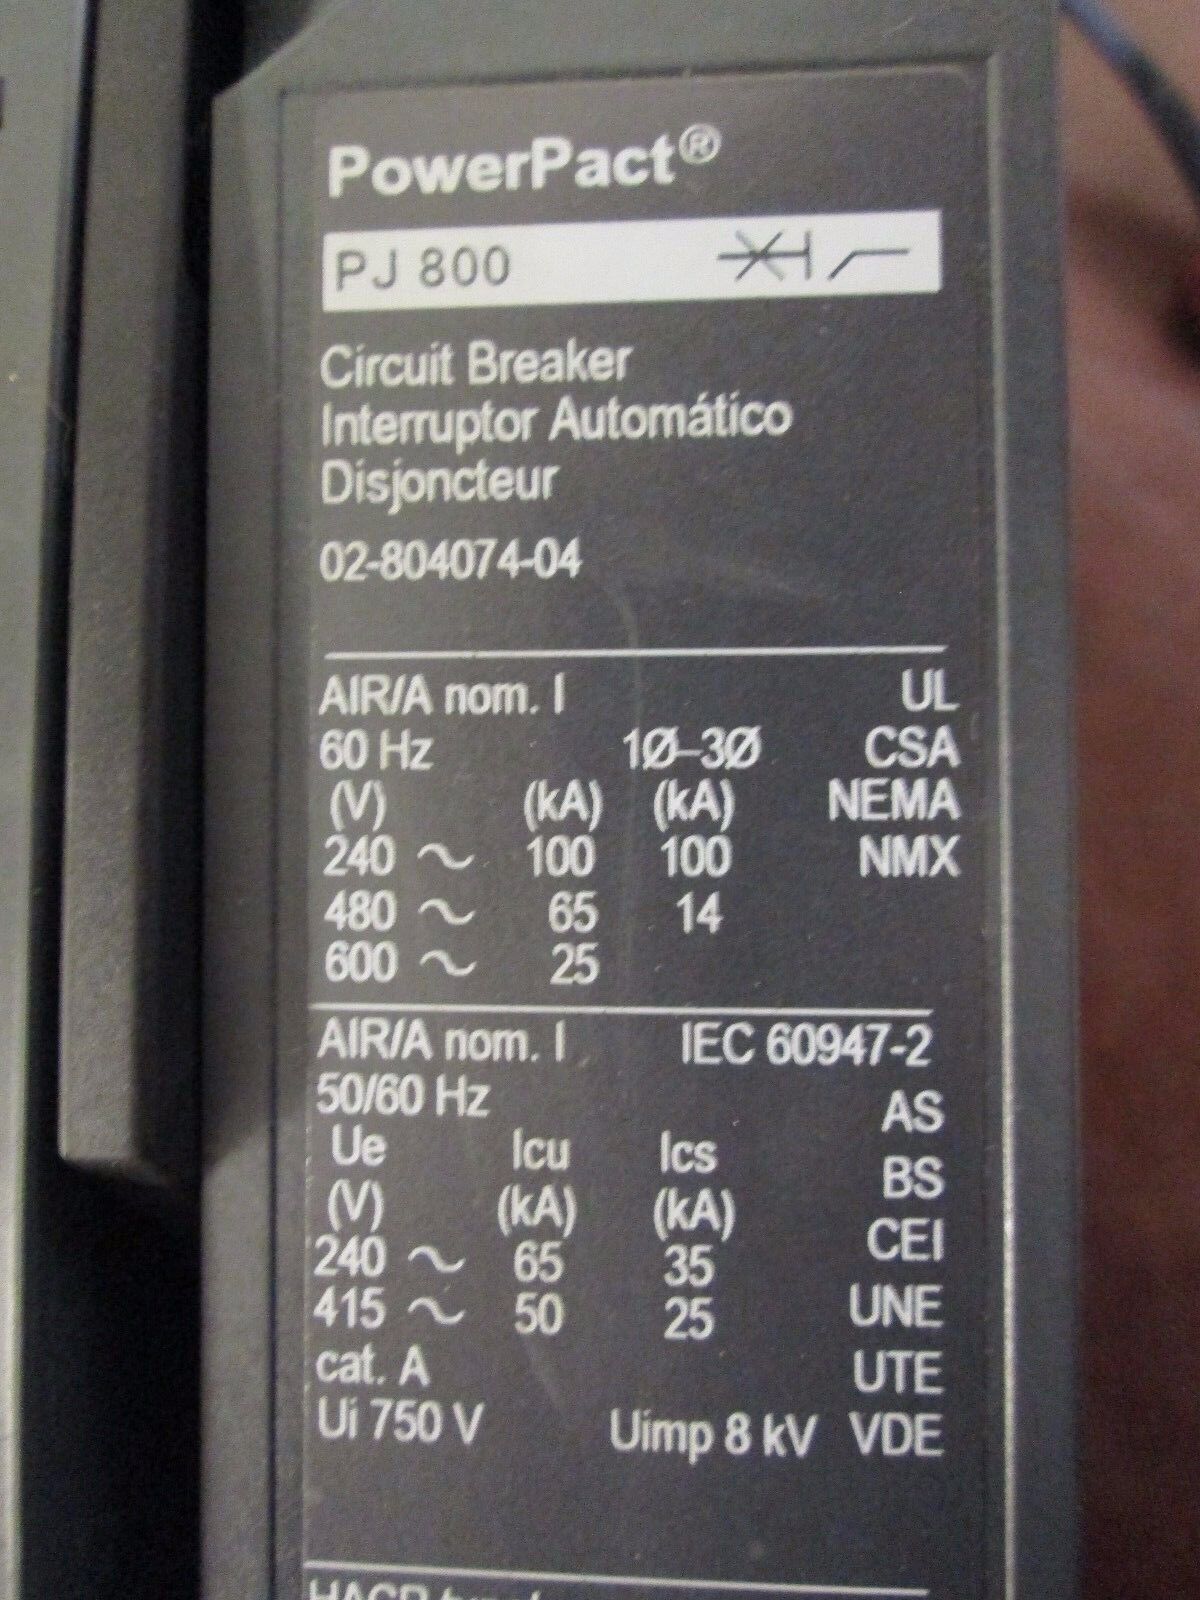 PowerPact®
PJ 800
Circuit Breaker
Interruptor Automático
Disjoncteur
02-804074-04
AIR/A nom. I UL
60 Hz 1Ø–3Ø CSA
(V) (kA) (kA) NEMA
240 ~ 100 100 NMX
480 ~ 65 14
600 ~ 25
AIR/A nom. I IEC 60947-2
50/60 Hz AS
Ue Icu Ics
(V) (kA) (kA) BS
240 ~ 65 35 CEI
415 ~ 50 25 UNE
cat. A UTE
Ui 750 V Uimp 8 kV VDE